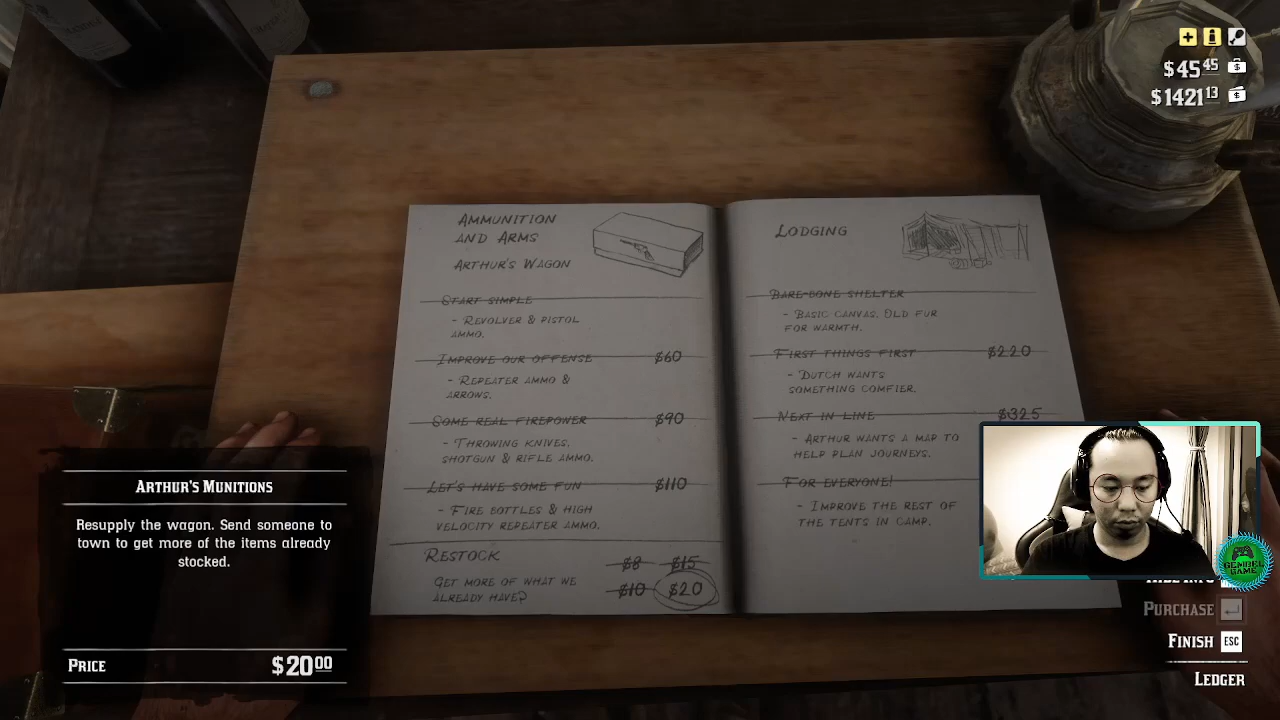 $45 45
$1421 13
AMMUNITION
AND ARMS
ARTHUR'S WAGON
START SIMPLE
- REVOLVER & PISTOL
AMMO.
IMPROVE OUR OFFENSE $60
- REPEATER AMMO &
ARROWS.
SOME REAL FIREPOWER $90
- THROWING KNIVES,
SHOTGUN & RIFLE AMMO.
LET'S HAVE SOME FUN $110
- FIRE BOTTLES & HIGH
VELOCITY REPEATER AMMO.
RESTOCK $8 $15
GET MORE OF WHAT WE
ALREADY HAVE? $10 $20
LODGING
BARE-BONE SHELTER
- BASIC CANVAS. OLD FUR
FOR WARMTH.
FIRST THINGS FIRST $220
- DUTCH WANTS
SOMETHING COMFIER.
NEXT IN LINE $325
- ARTHUR WANTS A MAP TO
HELP PLAN JOURNEYS.
FOR EVERYONE!
- IMPROVE THE REST OF
THE TENTS IN CAMP.
ARTHUR'S MUNITIONS
Resupply the wagon. Send someone to
town to get more of the items already
stocked.
PRICE $20 00
GEMBEL
GAME
PURCHASE
FINISH ESC
LEDGER